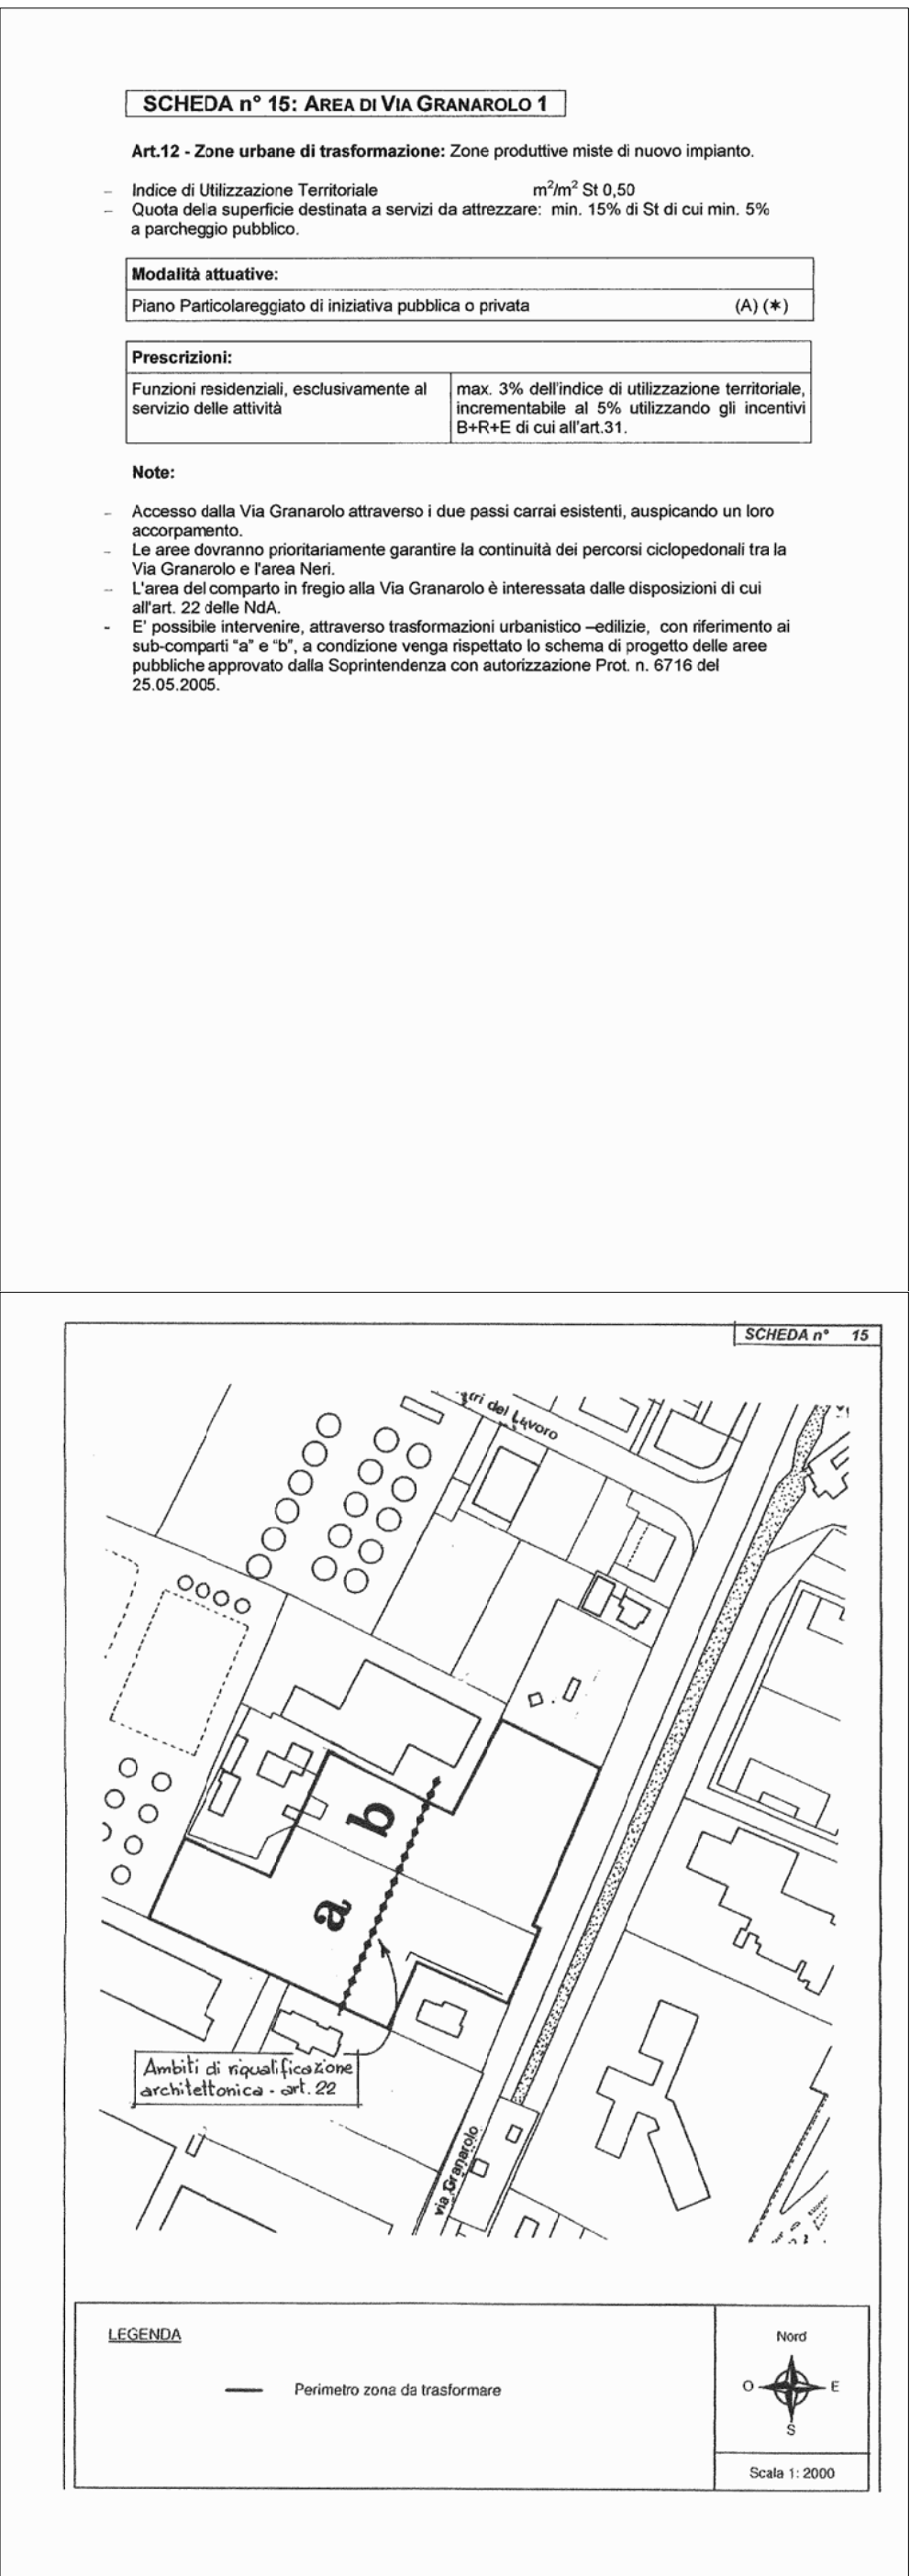 SCHEDA n° 15: AREA DI VIA GRANAROLO 1
Art.12 - Zone urbane di trasformazione: Zone produttive miste di nuovo impianto.
– Indice di Utilizzazione Territoriale m²/m² St 0,50
– Quota della superficie destinata a servizi da attrezzare: min. 15% di St di cui min. 5%
a parcheggio pubblico.
Modalità attuative:
Piano Particolareggiato di iniziativa pubblica o privata (A) (∗)
Prescrizioni:
Funzioni residenziali, esclusivamente al
servizio delle attività
max. 3% dell'indice di utilizzazione territoriale,
incrementabile al 5% utilizzando gli incentivi
B+R+E di cui all'art.31.
Note:
– Accesso dalla Via Granarolo attraverso i due passi carrai esistenti, auspicando un loro
accorpamento.
– Le aree dovranno prioritariamente garantire la continuità dei percorsi ciclopedonali tra la
Via Granarolo e l'area Neri.
– L'area del comparto in fregio alla Via Granarolo è interessata dalle disposizioni di cui
all'art. 22 delle NdA.
- E' possibile intervenire, attraverso trasformazioni urbanistico –edilizie, con riferimento ai
sub-comparti “a” e “b”, a condizione venga rispettato lo schema di progetto delle aree
pubbliche approvato dalla Soprintendenza con autorizzazione Prot. n. 6716 del
25.05.2005.
SCHEDA n° 15
del Lavoro
b
a
Ambiti di riqualificazione
architettonica - art. 22
via Granarolo
LEGENDA
Perimetro zona da trasformare
Nord
O E
S
Scala 1: 2000